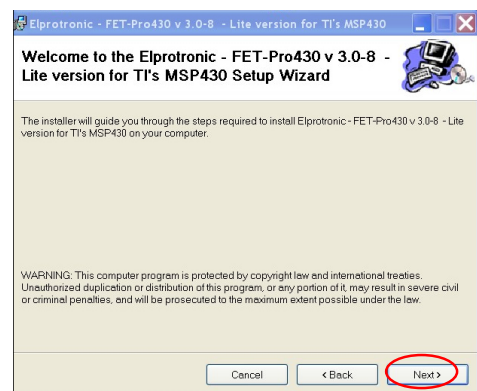 Elprotronic - FET-Pro430 v 3.0-8 - Lite version for TI's MSP430
Welcome to the Elprotronic - FET-Pro430 v 3.0-8 -
Lite version for TI's MSP430 Setup Wizard
The installer will guide you through the steps required to install Elprotronic - FET-Pro430 v 3.0-8 - Lite
version for TI's MSP430 on your computer.
WARNING: This computer program is protected by copyright law and international treaties.
Unauthorized duplication or distribution of this program, or any portion of it, may result in severe civil
or criminal penalties, and will be prosecuted to the maximum extent possible under the law.
Cancel
< Back
Next >